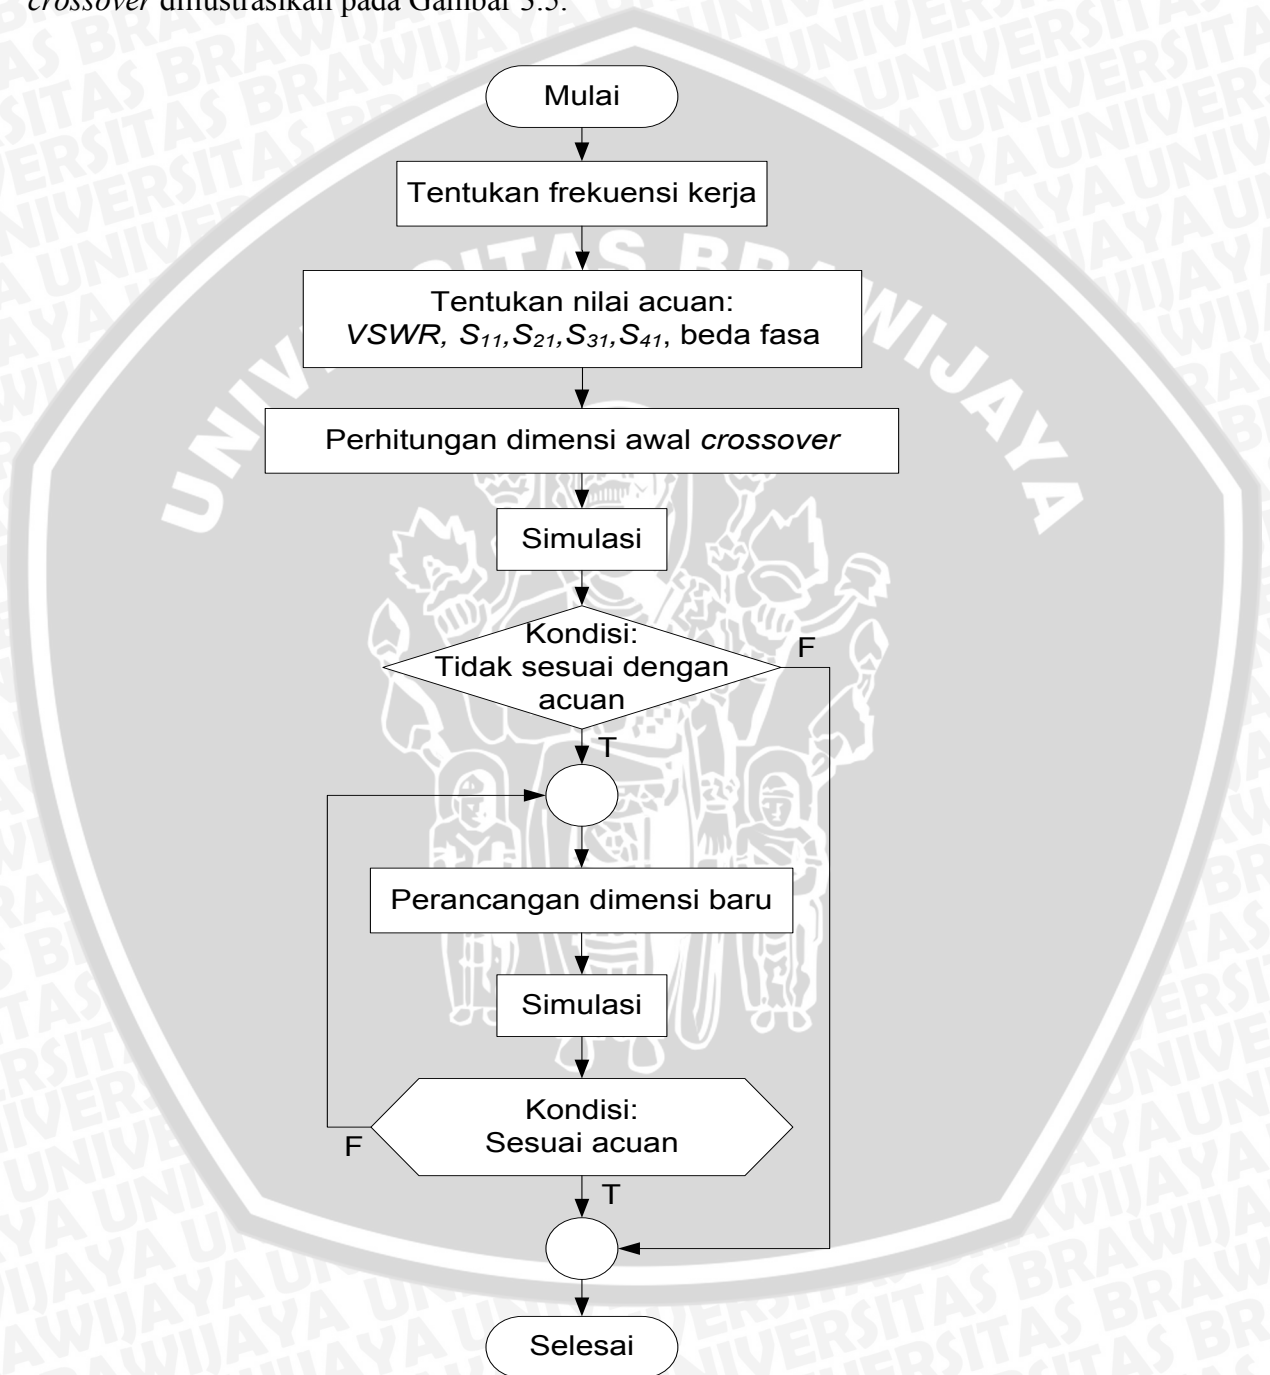 crossover diilustrasikan pada Gambar 3.5.
Mulai
Tentukan frekuensi kerja
Tentukan nilai acuan:
VSWR, S11,S21,S31,S41, beda fasa
Perhitungan dimensi awal crossover
Simulasi
Kondisi:
Tidak sesuai dengan
acuan
F
T
Perancangan dimensi baru
Simulasi
Kondisi:
Sesuai acuan
F
T
Selesai
UNIVERSITAS BRAWIJAYA